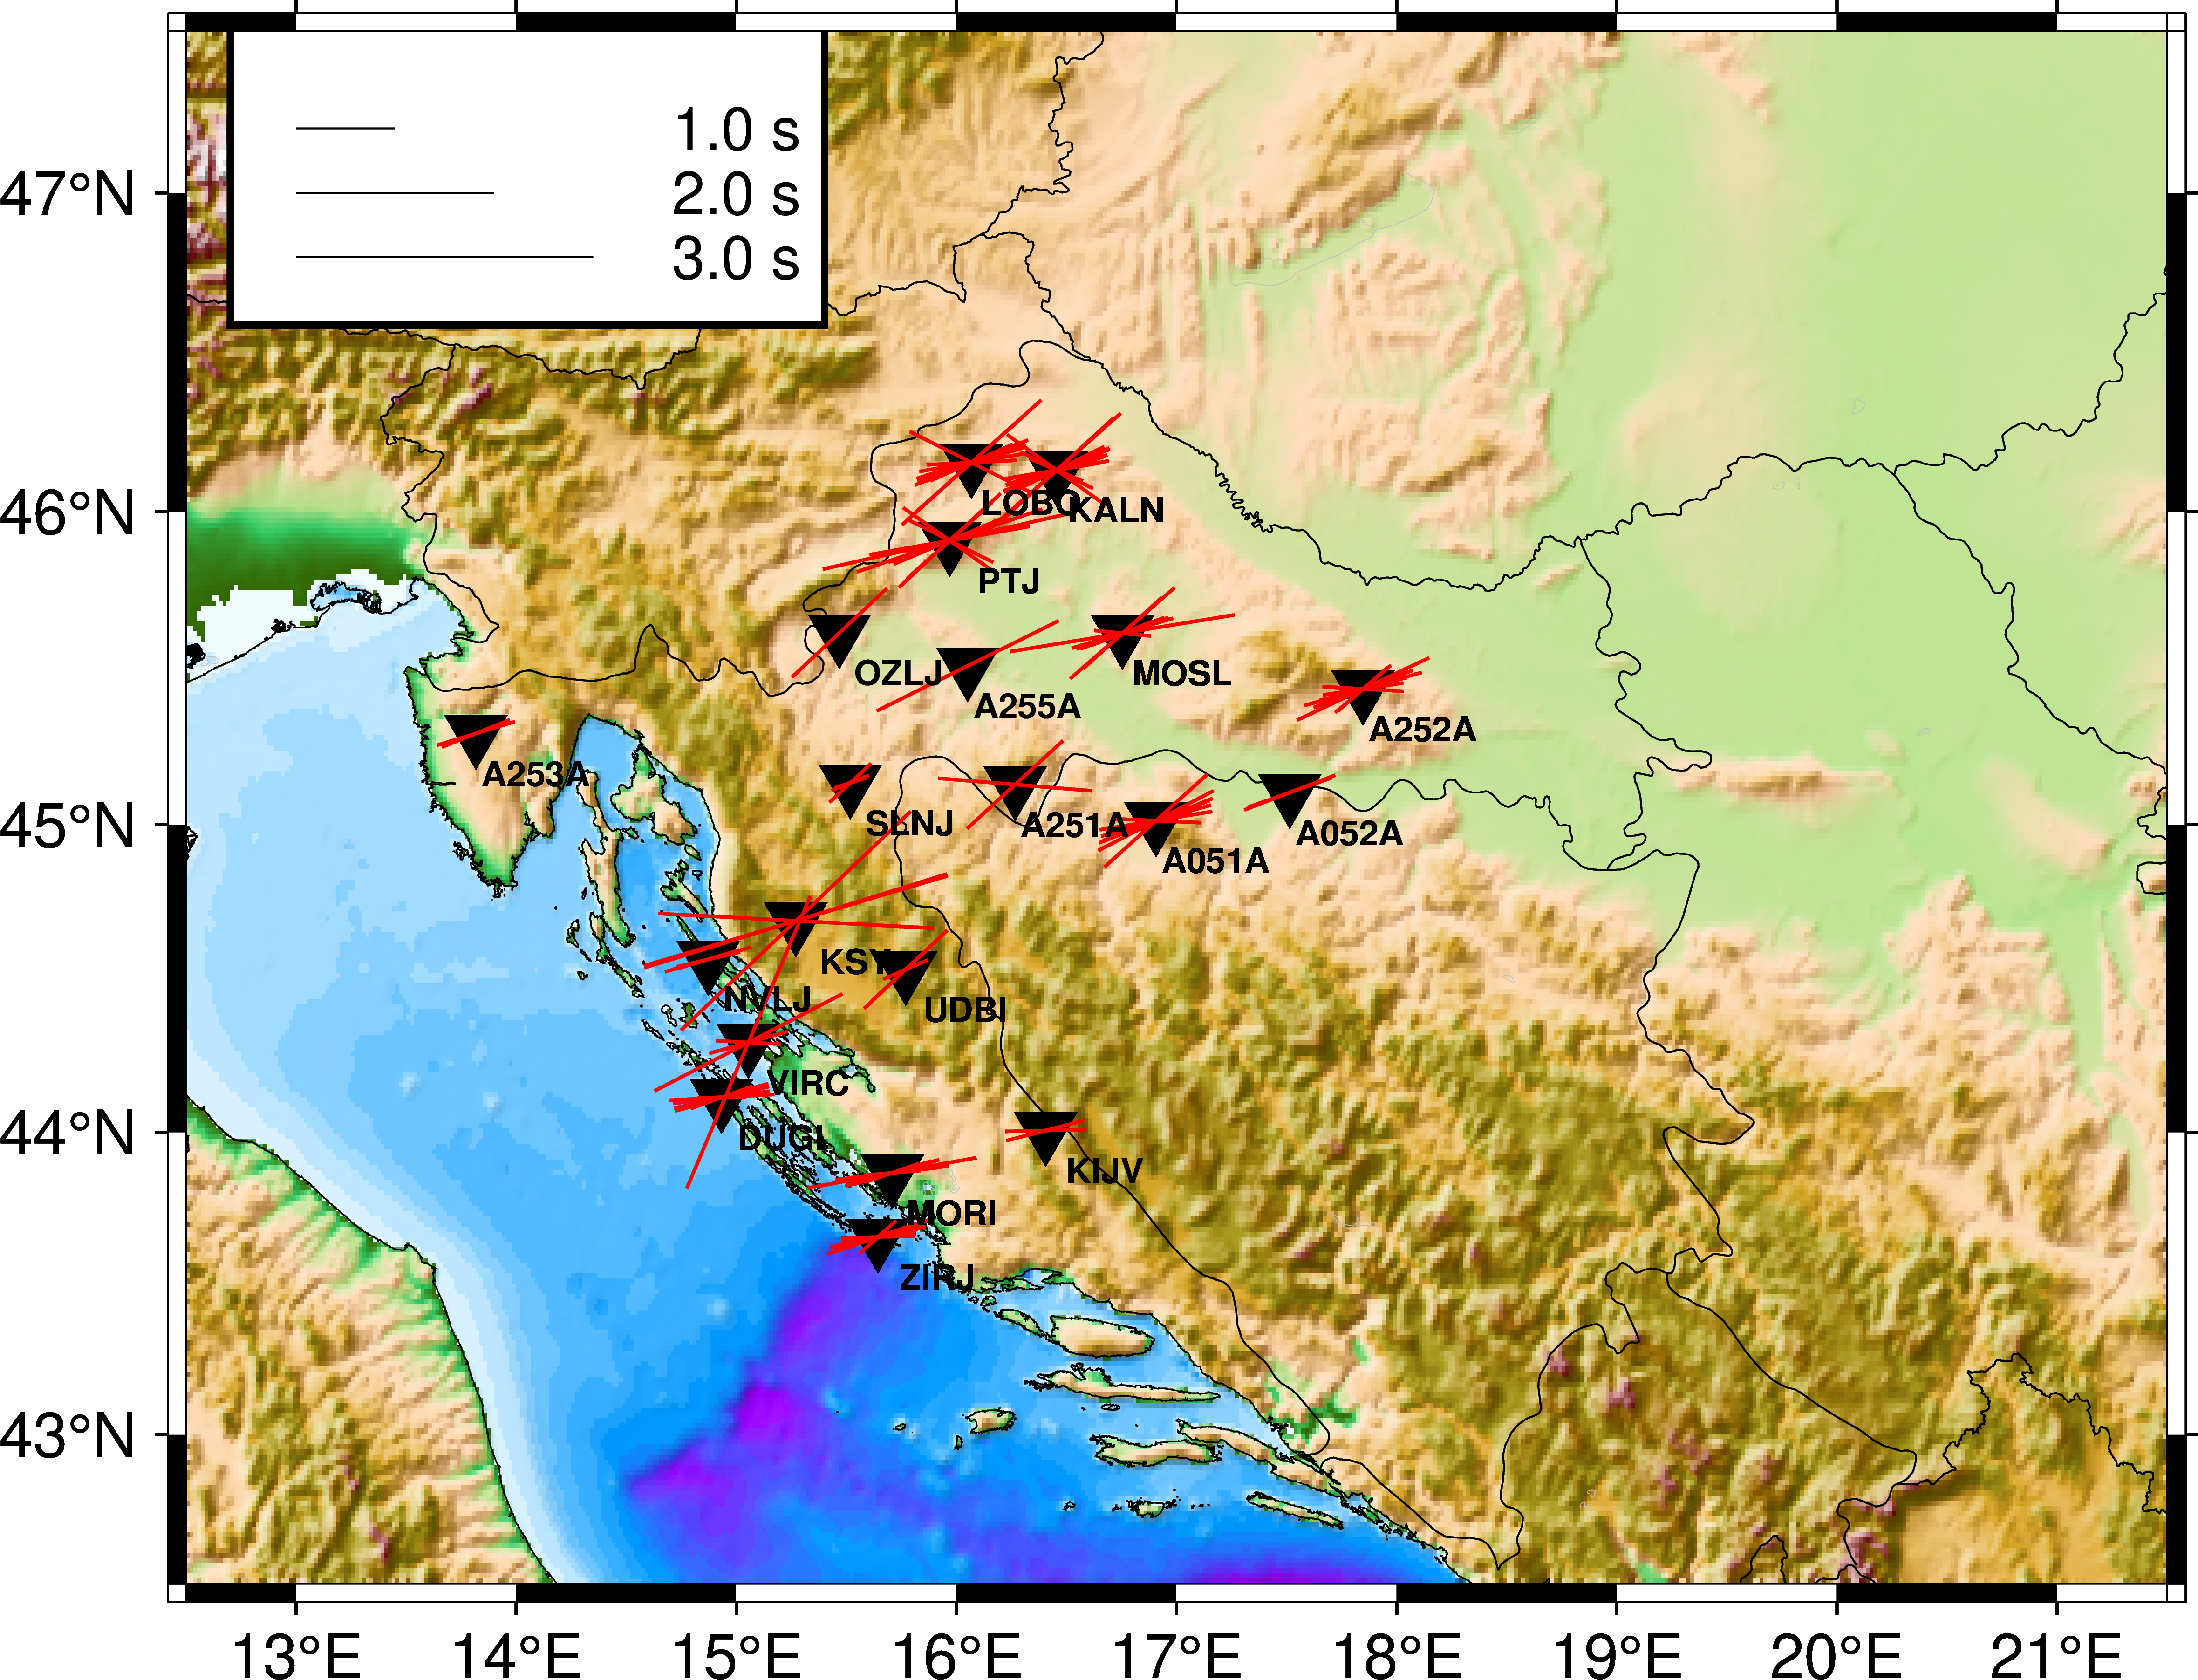 1.0 s
2.0 s
3.0 s
47°N
46°N
45°N
44°N
43°N
LOBO
KALN
PTJ
OZLJ
MOSL
A255A
A252A
A253A
SLNJ
A251A
A052A
A051A
KSY
NVLJ
UDBI
VIRC
DUGI
KIJV
MORI
ZIRJ
13°E 14°E 15°E 16°E 17°E 18°E 19°E 20°E 21°E